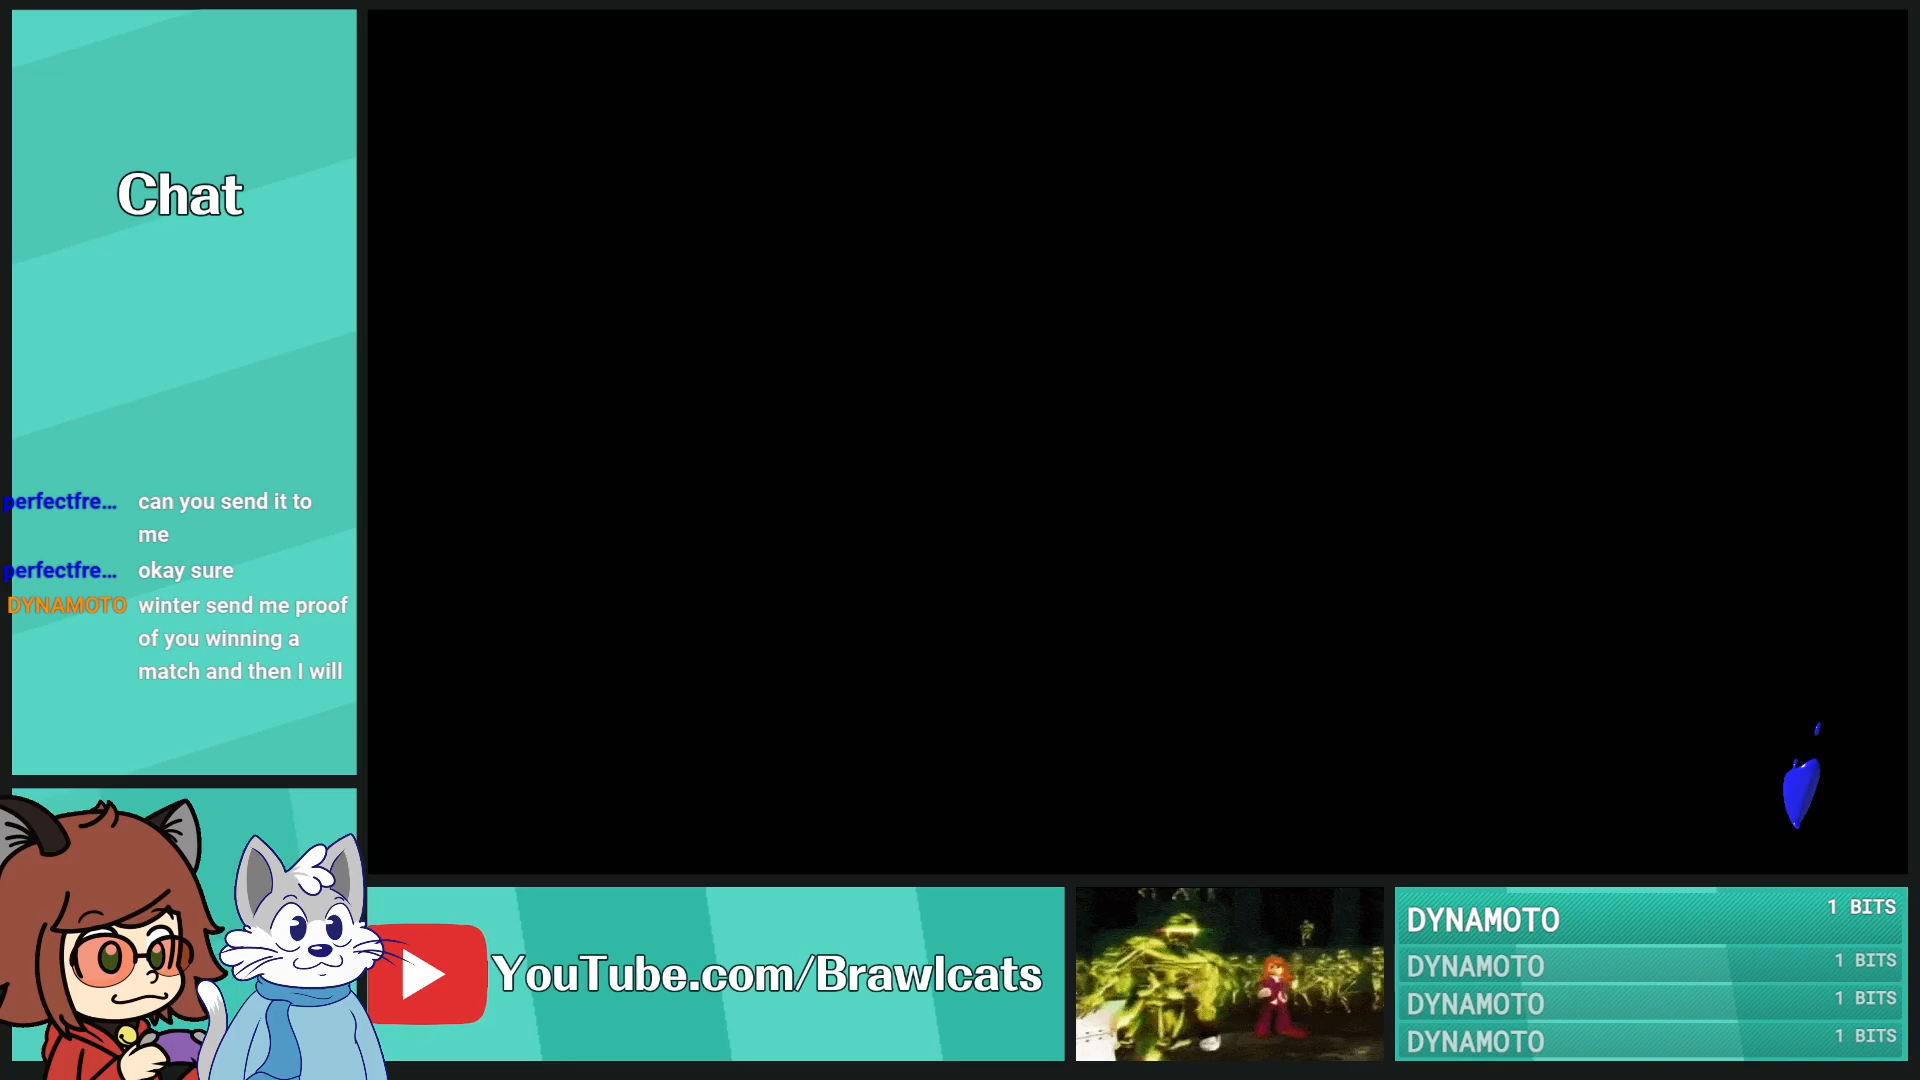 Chat
perfectfre... can you send it to
me
perfectfre... okay sure
DYNAMOTO winter send me proof
of you winning a
match and then I will
YouTube.com/Brawlcats
DYNAMOTO 1 BITS
DYNAMOTO 1 BITS
DYNAMOTO 1 BITS
DYNAMOTO 1 BITS